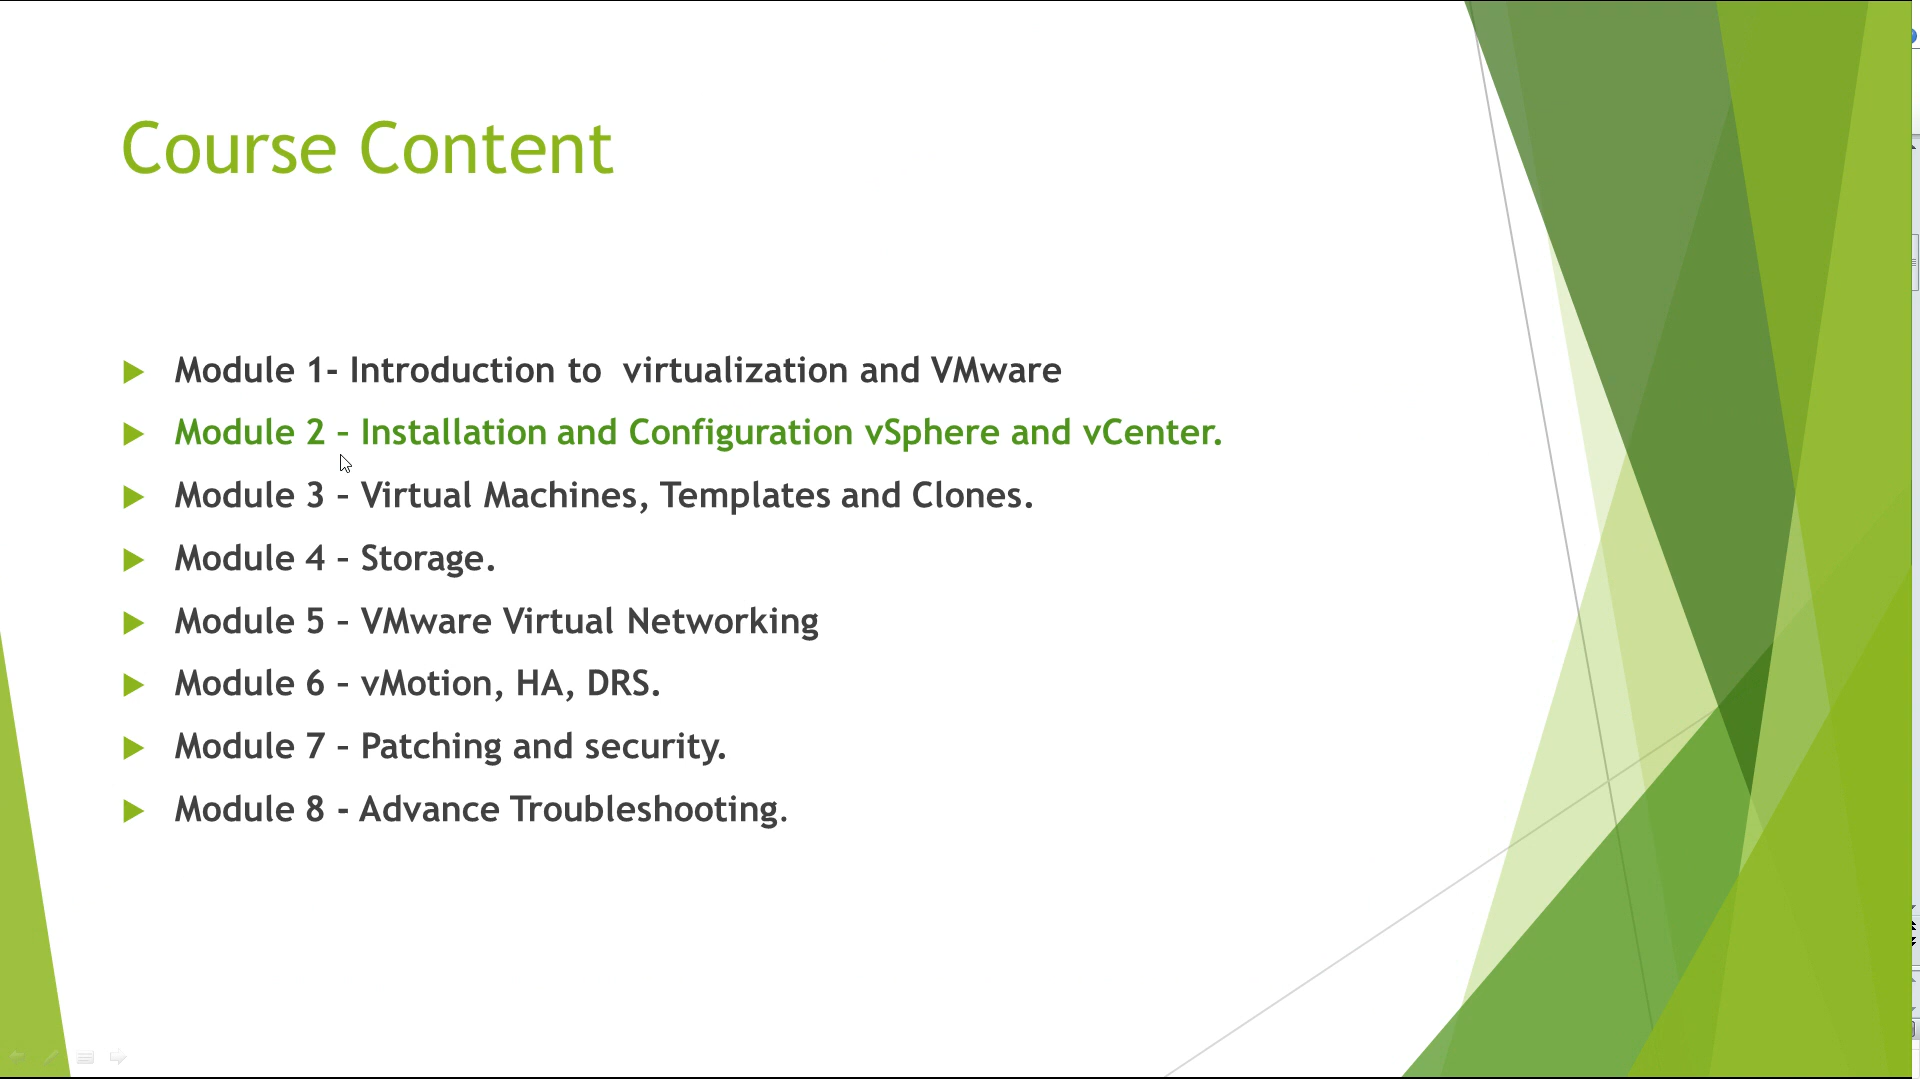 Course Content
Module 1- Introduction to  virtualization and VMware
Module 2 – Installation and Configuration vSphere and vCenter.
Module 3 – Virtual Machines, Templates and Clones.
Module 4 – Storage.
Module 5 – VMware Virtual Networking
Module 6 – vMotion, HA, DRS.
Module 7 – Patching and security.
Module 8 - Advance Troubleshooting.